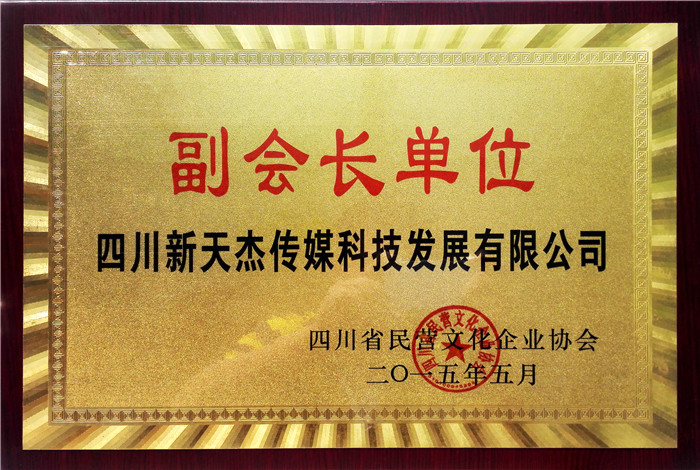 副会长单位
四川新天杰传媒科技发展有限公司
四川省民营文化企业协会
二〇一五年五月